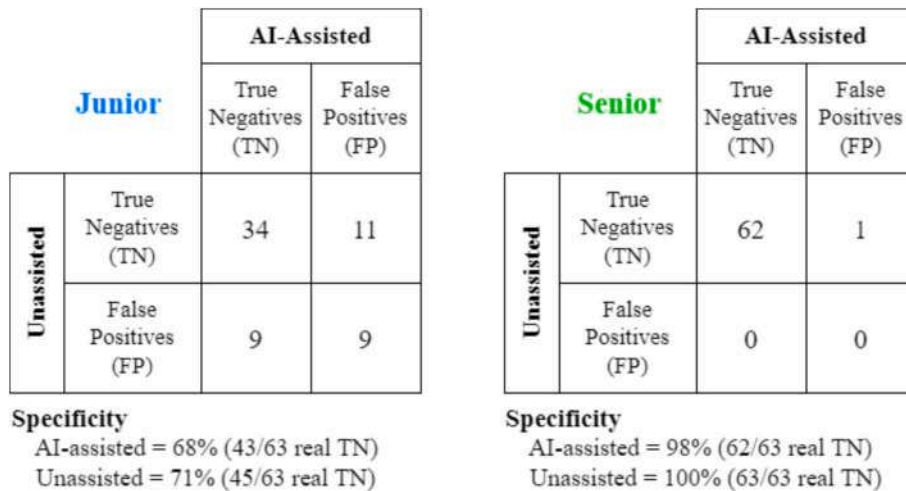 AI-Assisted
Junior
True
Negatives
(TN)
False
Positives
(FP)
Unassisted
True
Negatives
(TN)
34
11
False
Positives
(FP)
9
9
Specificity
AI-assisted = 68% (43/63 real TN)
Unassisted = 71% (45/63 real TN)
AI-Assisted
Senior
True
Negatives
(TN)
False
Positives
(FP)
Unassisted
True
Negatives
(TN)
62
1
False
Positives
(FP)
0
0
Specificity
AI-assisted = 98% (62/63 real TN)
Unassisted = 100% (63/63 real TN)